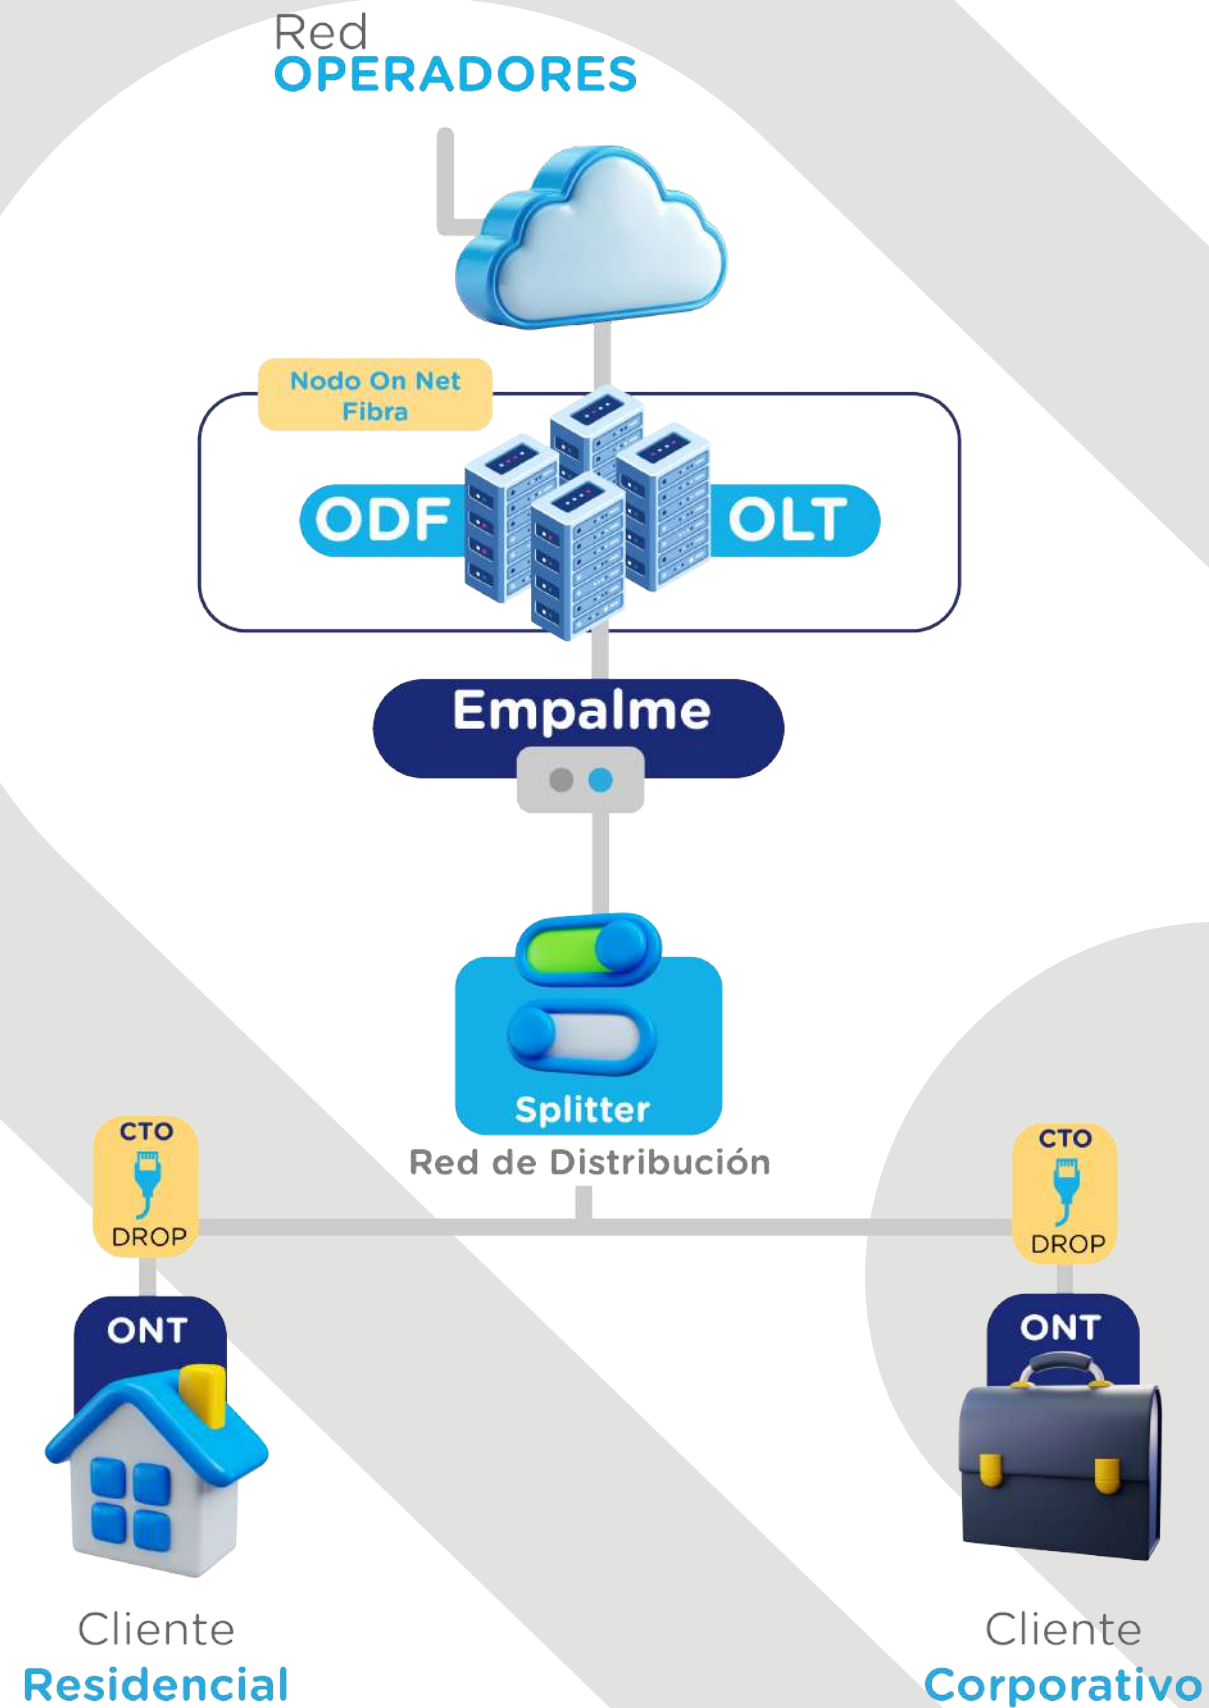 Red
OPERADORES
Nodo On Net
Fibra
ODF
OLT
Empalme
Splitter
Red de Distribución
CTO
DROP
ONT
Cliente
Residencial
CTO
DROP
ONT
Cliente
Corporativo